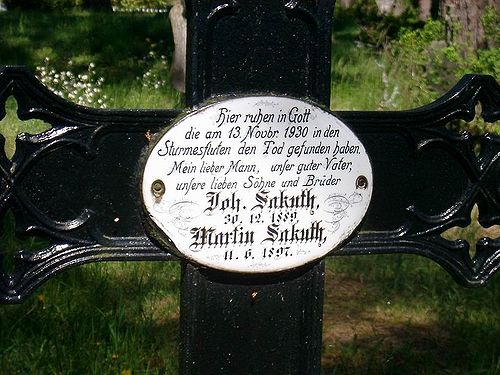 Hier ruhen in Gott
die am 13. Novbr. 1930 in den
Sturmesfluten den Tod gefunden haben.
Mein lieber Mann, unser guter Vater,
unsere lieben Söhne und Brüder
Joh. Sakuth,
30. 12. 1889,
Martin Sakuth,
11. 6. 1897.